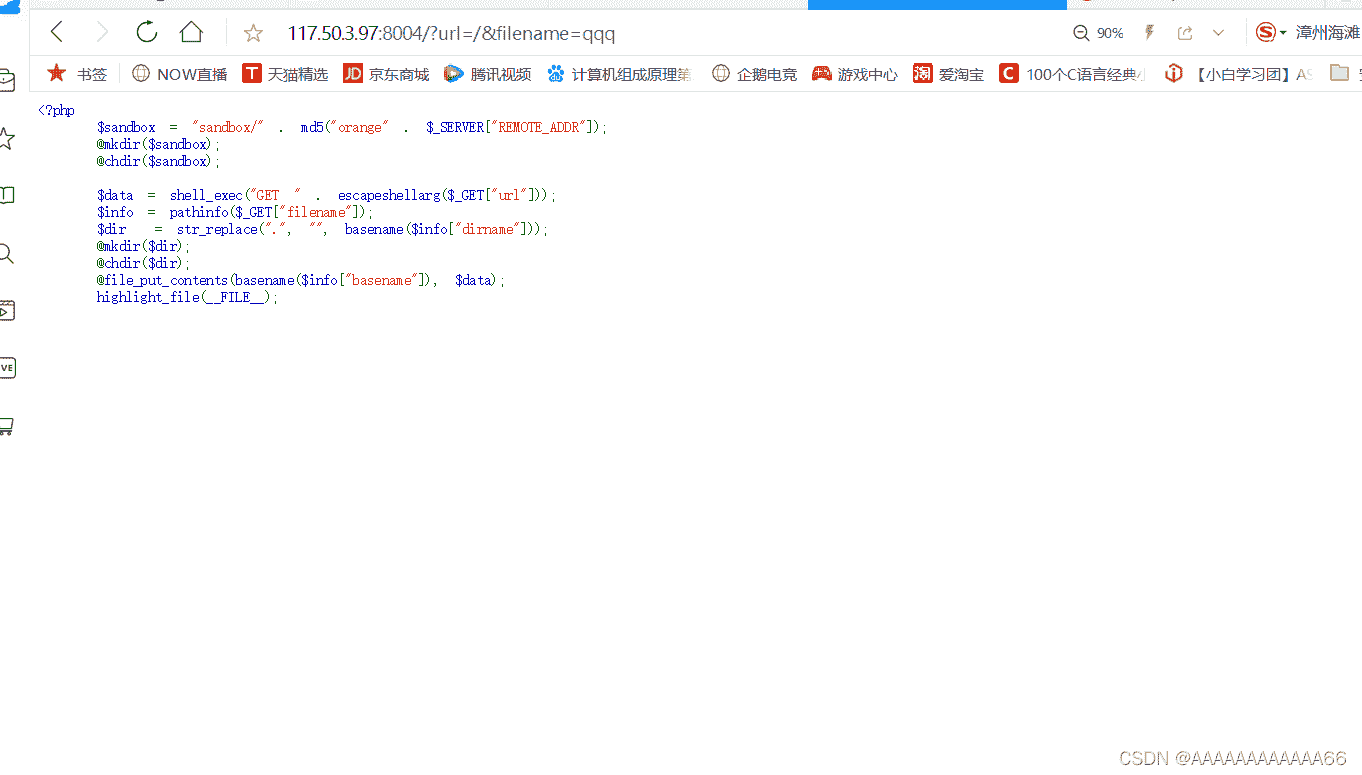 117.50.3.97:8004/?url=/&filename=qqq 90% 漳州海滩
书签 NOW直播 天猫精选 京东商城 腾讯视频 计算机组成原理第 企鹅电竞 游戏中心 爱淘宝 100个C语言经典小 【小白学习团】AS
<?php
$sandbox = "sandbox/" . md5("orange" . $_SERVER["REMOTE_ADDR"]);
@mkdir($sandbox);
@chdir($sandbox);
$data = shell_exec("GET " . escapeshellarg($_GET["url"]));
$info = pathinfo($_GET["filename"]);
$dir = str_replace(".", "", basename($info["dirname"]));
@mkdir($dir);
@chdir($dir);
@file_put_contents(basename($info["basename"]), $data);
highlight_file(__FILE__);
CSDN @AAAAAAAAAAAA66